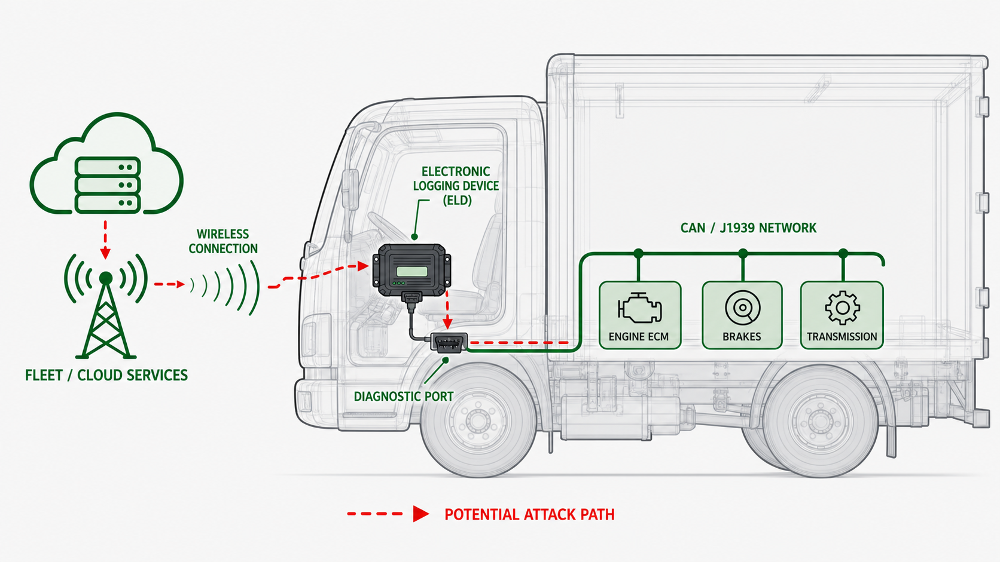 ELECTRONIC
LOGGING DEVICE
(ELD)
WIRELESS
CONNECTION
CAN / J1939 NETWORK
ENGINE ECM
BRAKES
TRANSMISSION
FLEET / CLOUD SERVICES
DIAGNOSTIC PORT
POTENTIAL ATTACK PATH